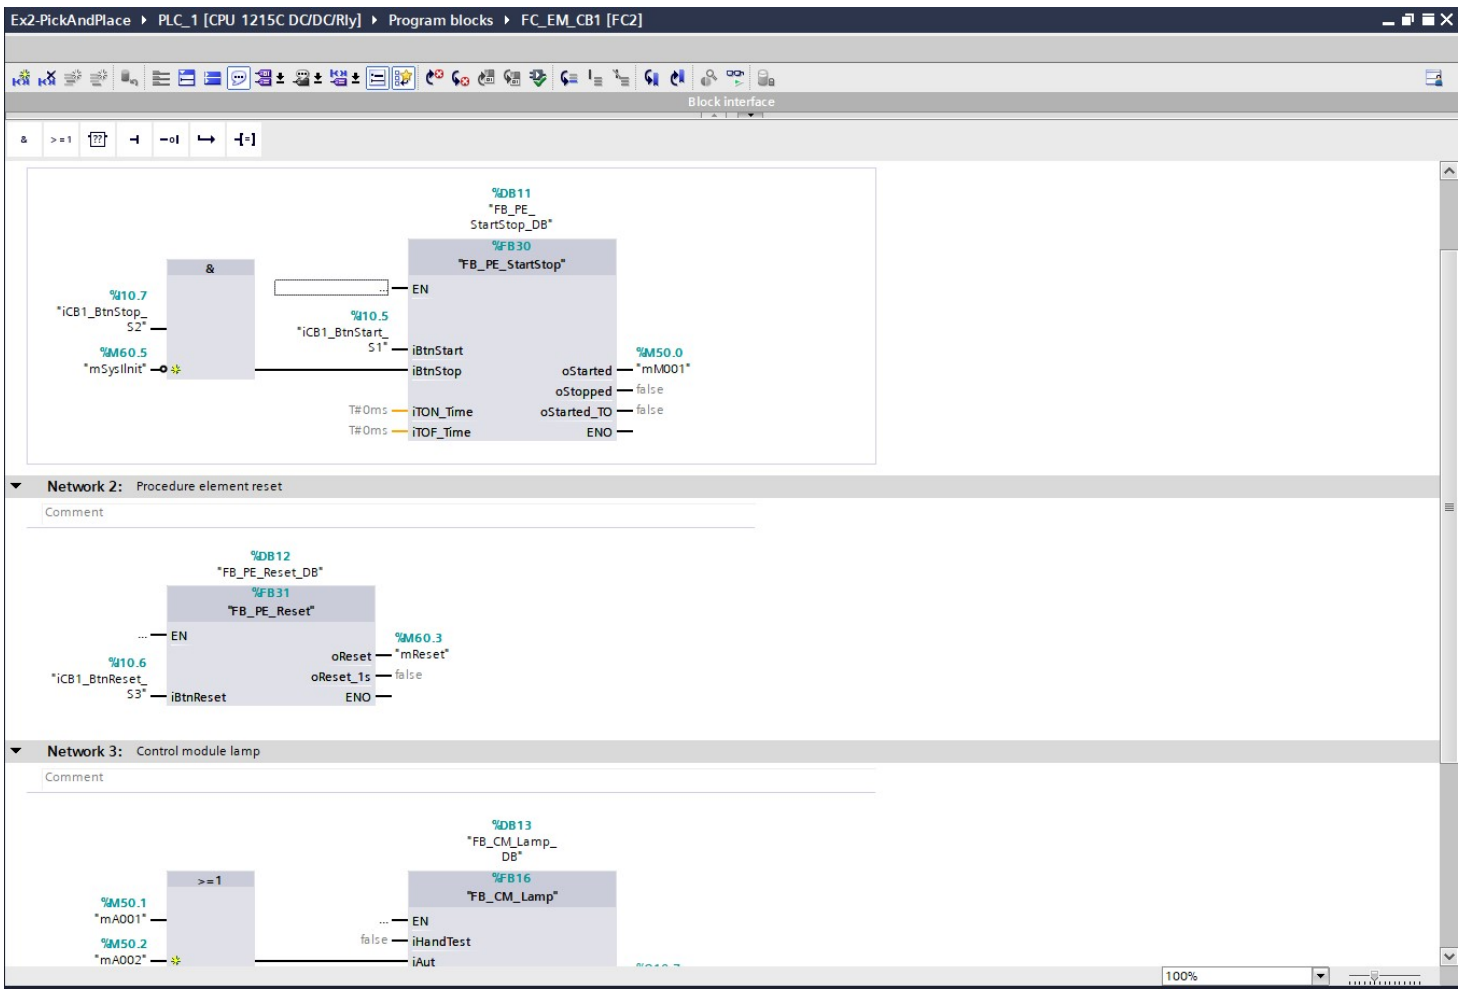 Ex2-PickAndPlace ▸ PLC_1 [CPU 1215C DC/DC/Rly] ▸ Program blocks ▸ FC_EM_CB1 [FC2]
Block interface
& >=1 ??
%DB11
"FB_PE_
StartStop_DB"
%FB30
"FB_PE_StartStop"
&
... EN
%I10.7
"iCB1_BtnStop_
S2"
%I10.5
"iCB1_BtnStart_
S1" iBtnStart
%M60.5
"mSysIInit"
%M50.0
iBtnStop oStarted "mM001"
oStopped false
T#0ms iTON_Time oStarted_TO false
T#0ms iTOF_Time ENO
Network 2: Procedure element reset
Comment
%DB12
"FB_PE_Reset_DB"
%FB31
"FB_PE_Reset"
... EN
%M60.3
oReset "mReset"
%I10.6
"iCB1_BtnReset_
S3" iBtnReset
oReset_1s false
ENO
Network 3: Control module lamp
Comment
%DB13
"FB_CM_Lamp_
DB"
%FB16
"FB_CM_Lamp"
>=1
%M50.1
"mA001"
... EN
%M50.2
"mA002"
false iHandTest
iAut
100%